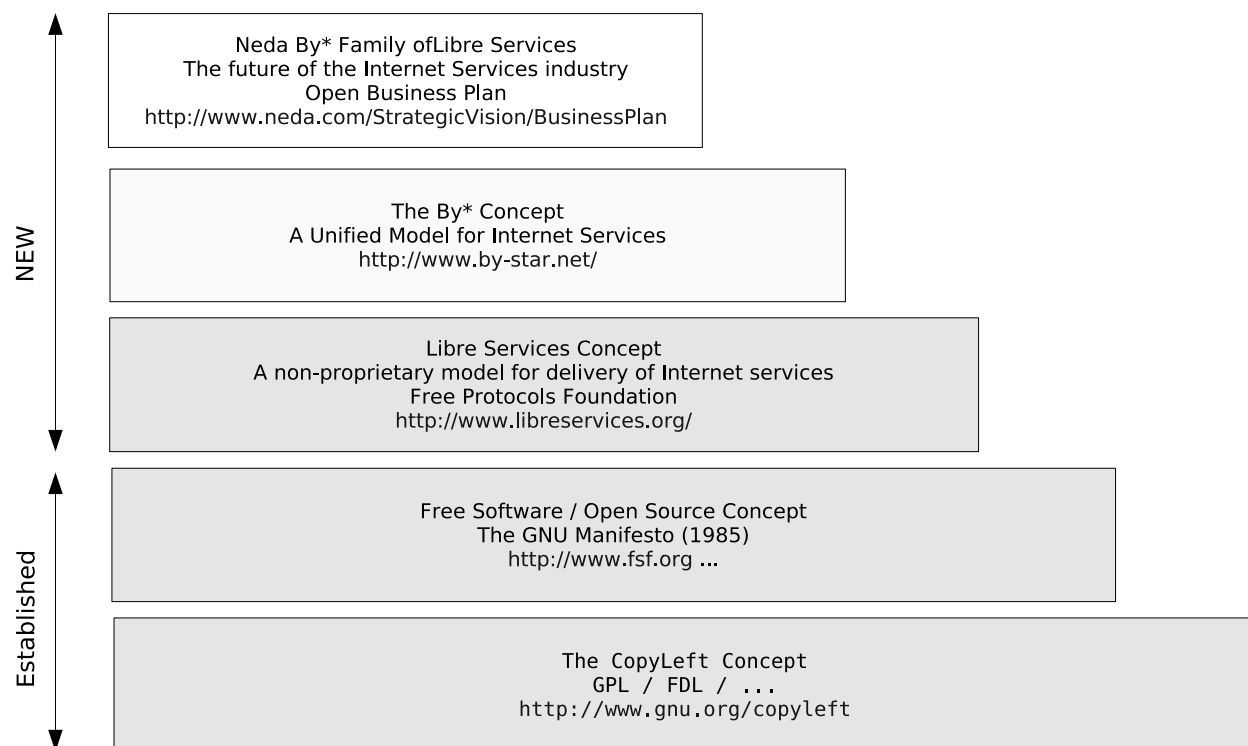 Neda By* Family ofLibre Services
The future of the Internet Services industry
Open Business Plan
http://www.neda.com/StrategicVision/BusinessPlan
NEW
The By* Concept
A Unified Model for Internet Services
http://www.by-star.net/
Libre Services Concept
A non-proprietary model for delivery of Internet services
Free Protocols Foundation
http://www.libreservices.org/
Established
Free Software / Open Source Concept
The GNU Manifesto (1985)
http://www.fsf.org ...
The CopyLeft Concept
GPL / FDL / ...
http://www.gnu.org/copyleft